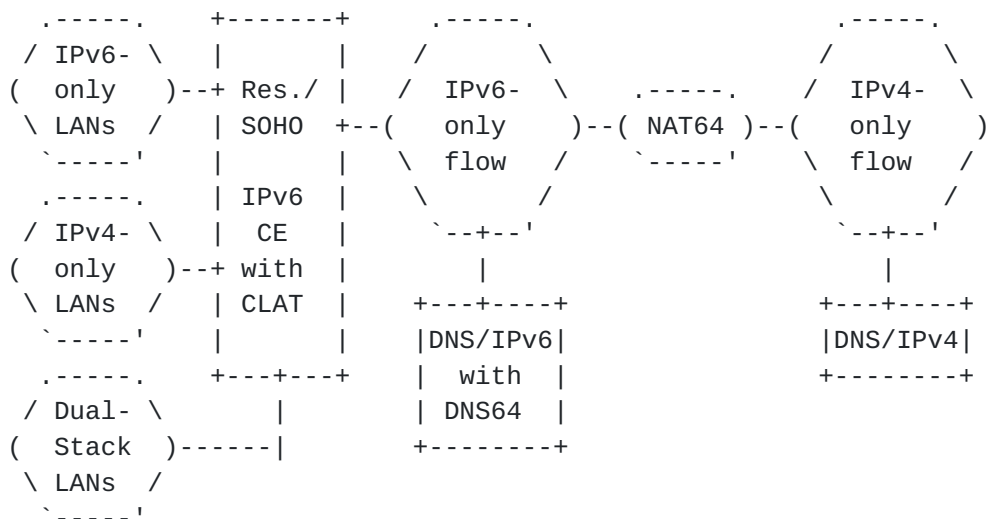 IPv6-
only
LANs
Res./
SOHO
IPv6
CE
with
CLAT
IPv4-
only
LANs
Dual-
Stack
LANs
IPv6-
only
flow
NAT64
IPv4-
only
flow
DNS/IPv6
with
DNS64
DNS/IPv4